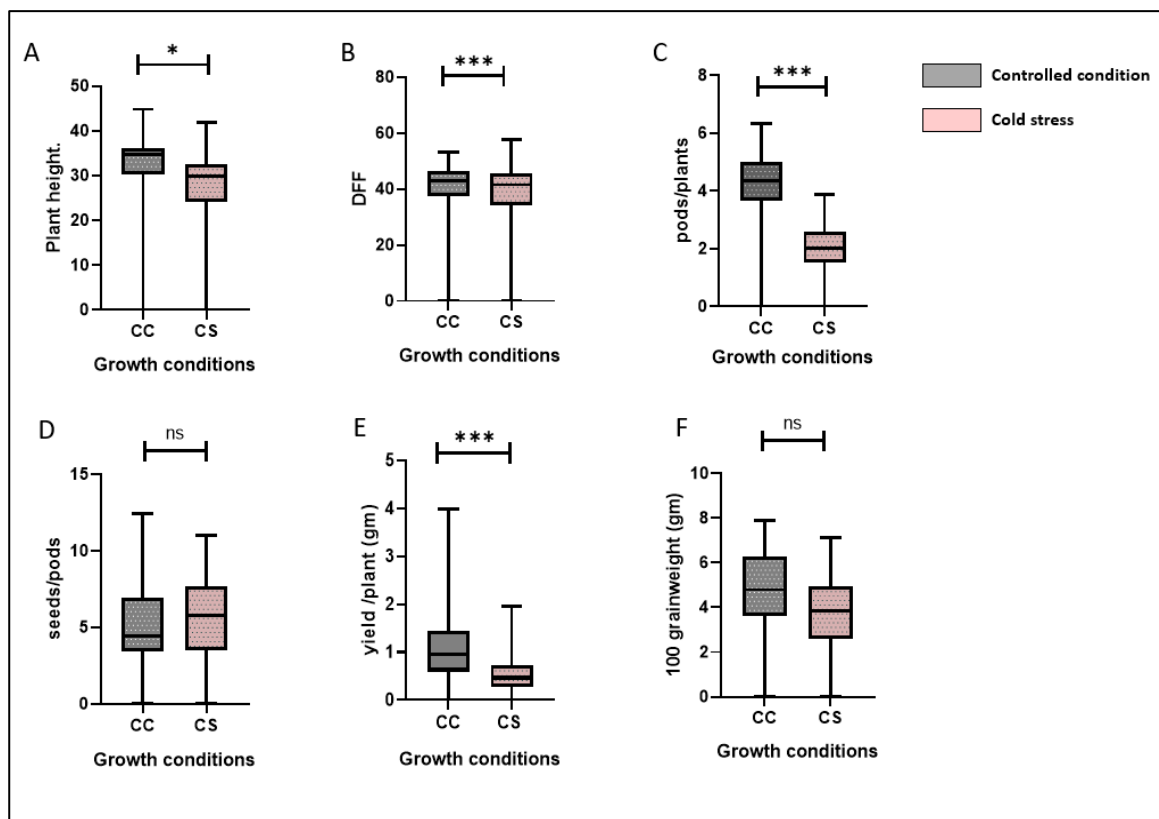 A
*
Plant height.
50
40
30
20
10
0
CC CS
Growth conditions
B
***
DFF
80
60
40
20
0
CC CS
Growth conditions
C
***
pods/plants
8
6
4
2
0
CC CS
Growth conditions
Controlled condition
Cold stress
D
ns
seeds/pods
15
10
5
0
CC CS
Growth conditions
E
***
yield /plant (gm)
5
4
3
2
1
0
CC CS
Growth conditions
F
ns
100 grainweight (gm)
10
8
6
4
2
0
CC CS
Growth conditions